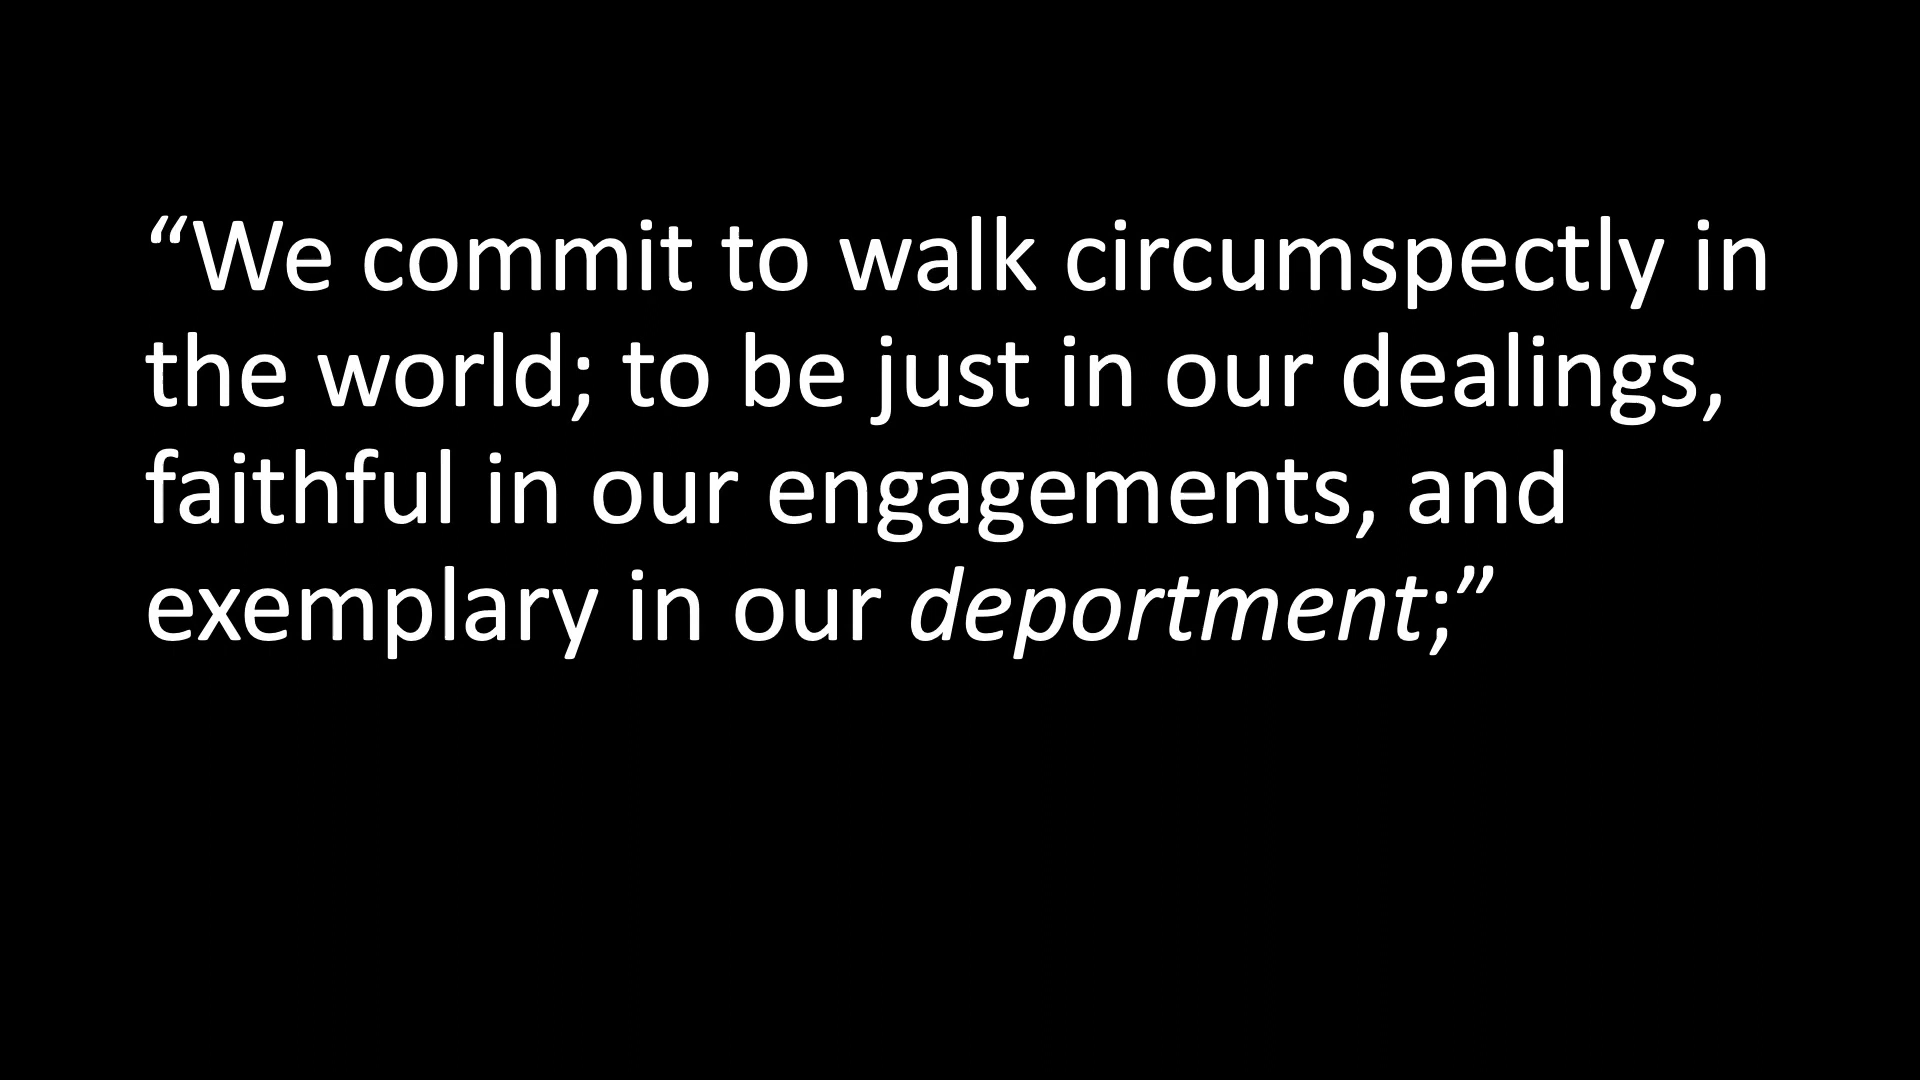 “We commit to walk circumspectly in
the world; to be just in our dealings,
faithful in our engagements, and
exemplary in our deportment;”